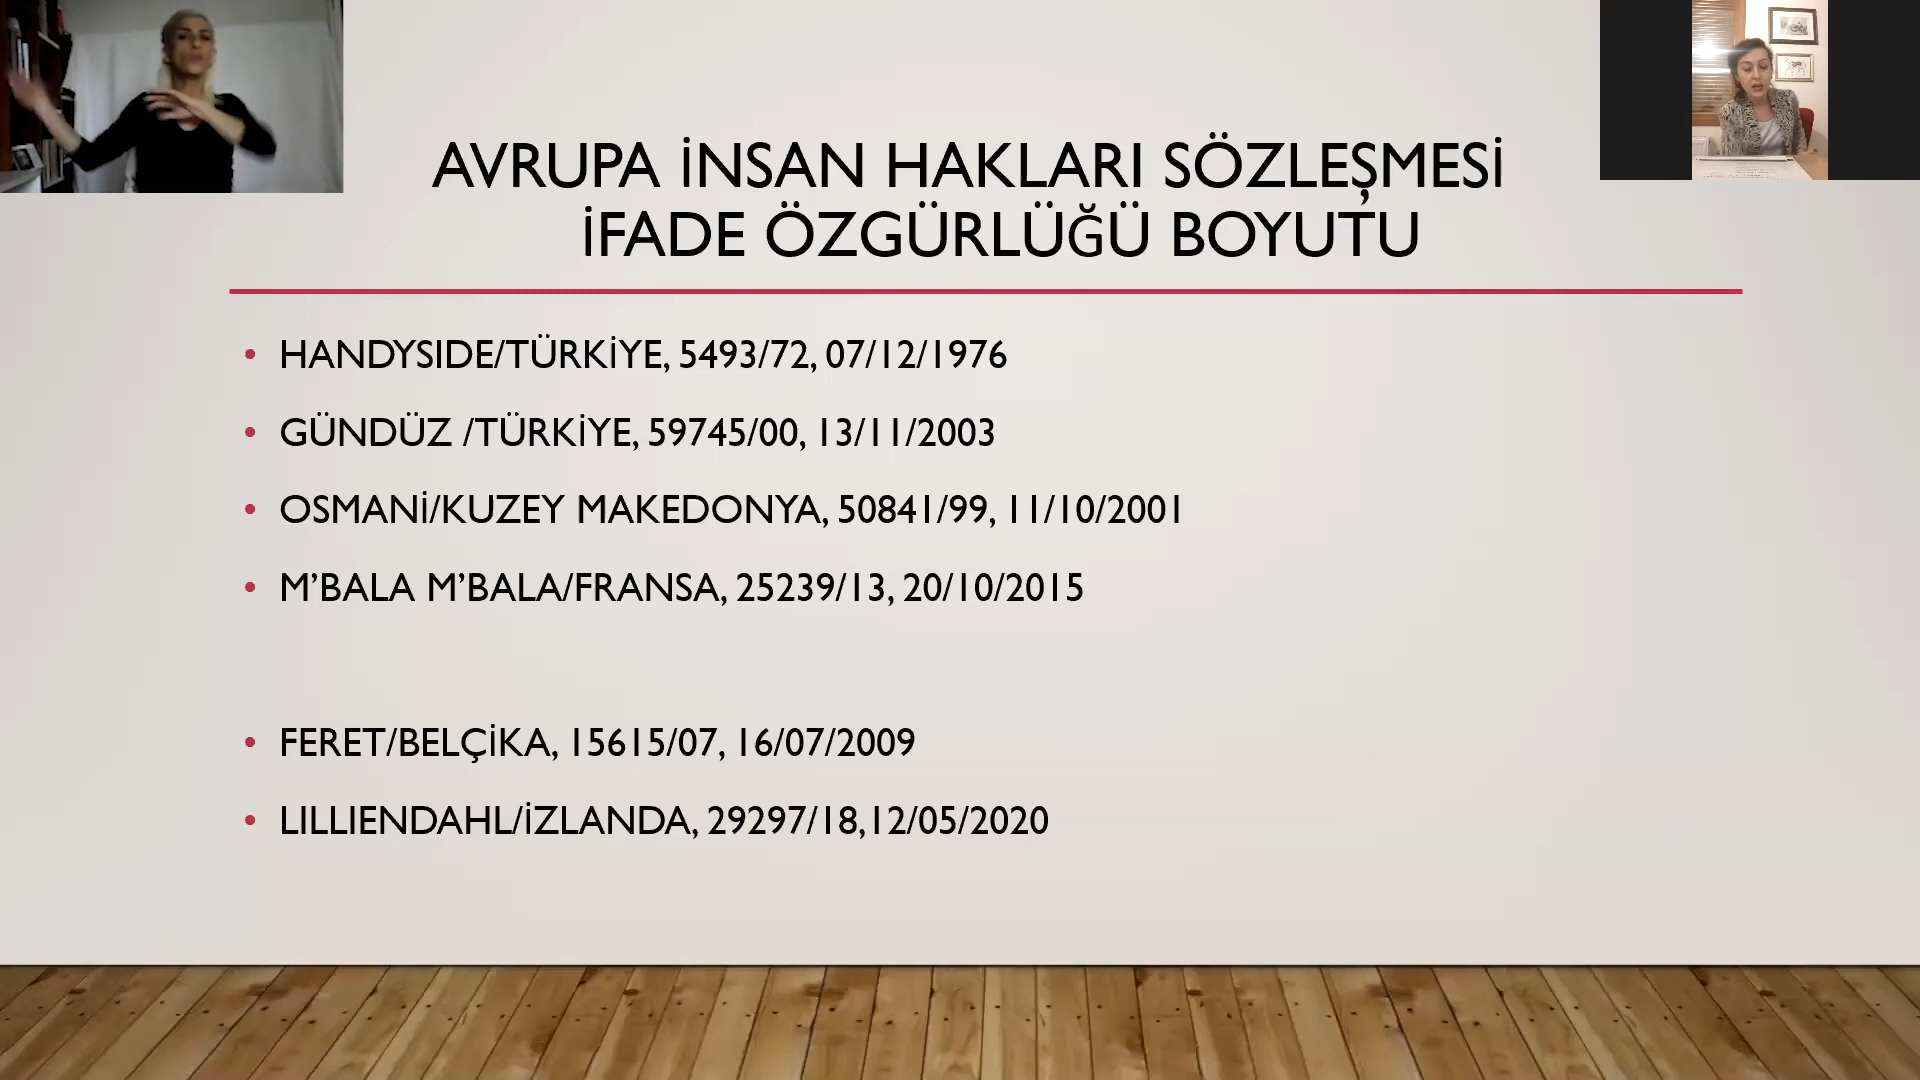 AVRUPA İNSAN HAKLARI SÖZLEŞMESİ
İFADE ÖZGÜRLÜĞÜ BOYUTU
• HANDYSIDE/TÜRKİYE, 5493/72, 07/12/1976
• GÜNDÜZ /TÜRKİYE, 59745/00, 13/11/2003
• OSMANİ/KUZEY MAKEDONYA, 50841/99, 11/10/2001
• M’BALA M’BALA/FRANSA, 25239/13, 20/10/2015
• FERET/BELÇİKA, 15615/07, 16/07/2009
• LILLIENDAHL/İZLANDA, 29297/18,12/05/2020